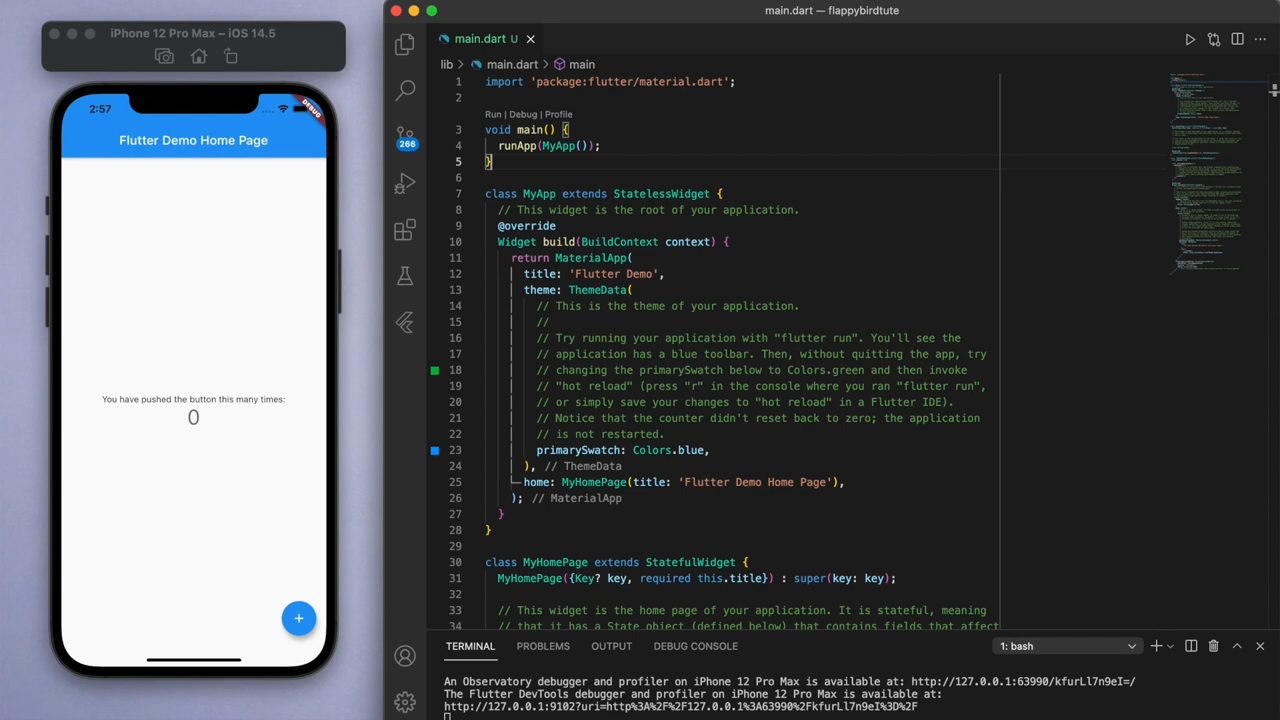 iPhone 12 Pro Max – iOS 14.5
2:57
DEBUG
Flutter Demo Home Page
You have pushed the button this many times:
0
+
main.dart — flappybirdtute
main.dart U
lib > main.dart > main
266
1 import 'package:flutter/material.dart';
2
Run | Debug | Profile
3 void main() {
4 runApp(MyApp());
5 }
6
7 class MyApp extends StatelessWidget {
8 // This widget is the root of your application.
9 @override
10 Widget build(BuildContext context) {
11 return MaterialApp(
12 title: 'Flutter Demo',
13 theme: ThemeData(
14 // This is the theme of your application.
15 //
16 // Try running your application with "flutter run". You'll see the
17 // application has a blue toolbar. Then, without quitting the app, try
18 // changing the primarySwatch below to Colors.green and then invoke
19 // "hot reload" (press "r" in the console where you ran "flutter run",
20 // or simply save your changes to "hot reload" in a Flutter IDE).
21 // Notice that the counter didn't reset back to zero; the application
22 // is not restarted.
23 primarySwatch: Colors.blue,
24 ), // ThemeData
25 home: MyHomePage(title: 'Flutter Demo Home Page'),
26 ); // MaterialApp
27 }
28 }
29
30 class MyHomePage extends StatefulWidget {
31 MyHomePage({Key? key, required this.title}) : super(key: key);
32
33 // This widget is the home page of your application. It is stateful, meaning
34 // that it has a State object (defined below) that contains fields that affect
TERMINAL PROBLEMS OUTPUT DEBUG CONSOLE 1: bash
An Observatory debugger and profiler on iPhone 12 Pro Max is available at: http://127.0.0.1:63990/kfurLl7n9eI=/
The Flutter DevTools debugger and profiler on iPhone 12 Pro Max is available at:
http://127.0.0.1:9102?uri=http%3A%2F%2F127.0.0.1%3A63990%2FkfurLl7n9eI%3D%2F